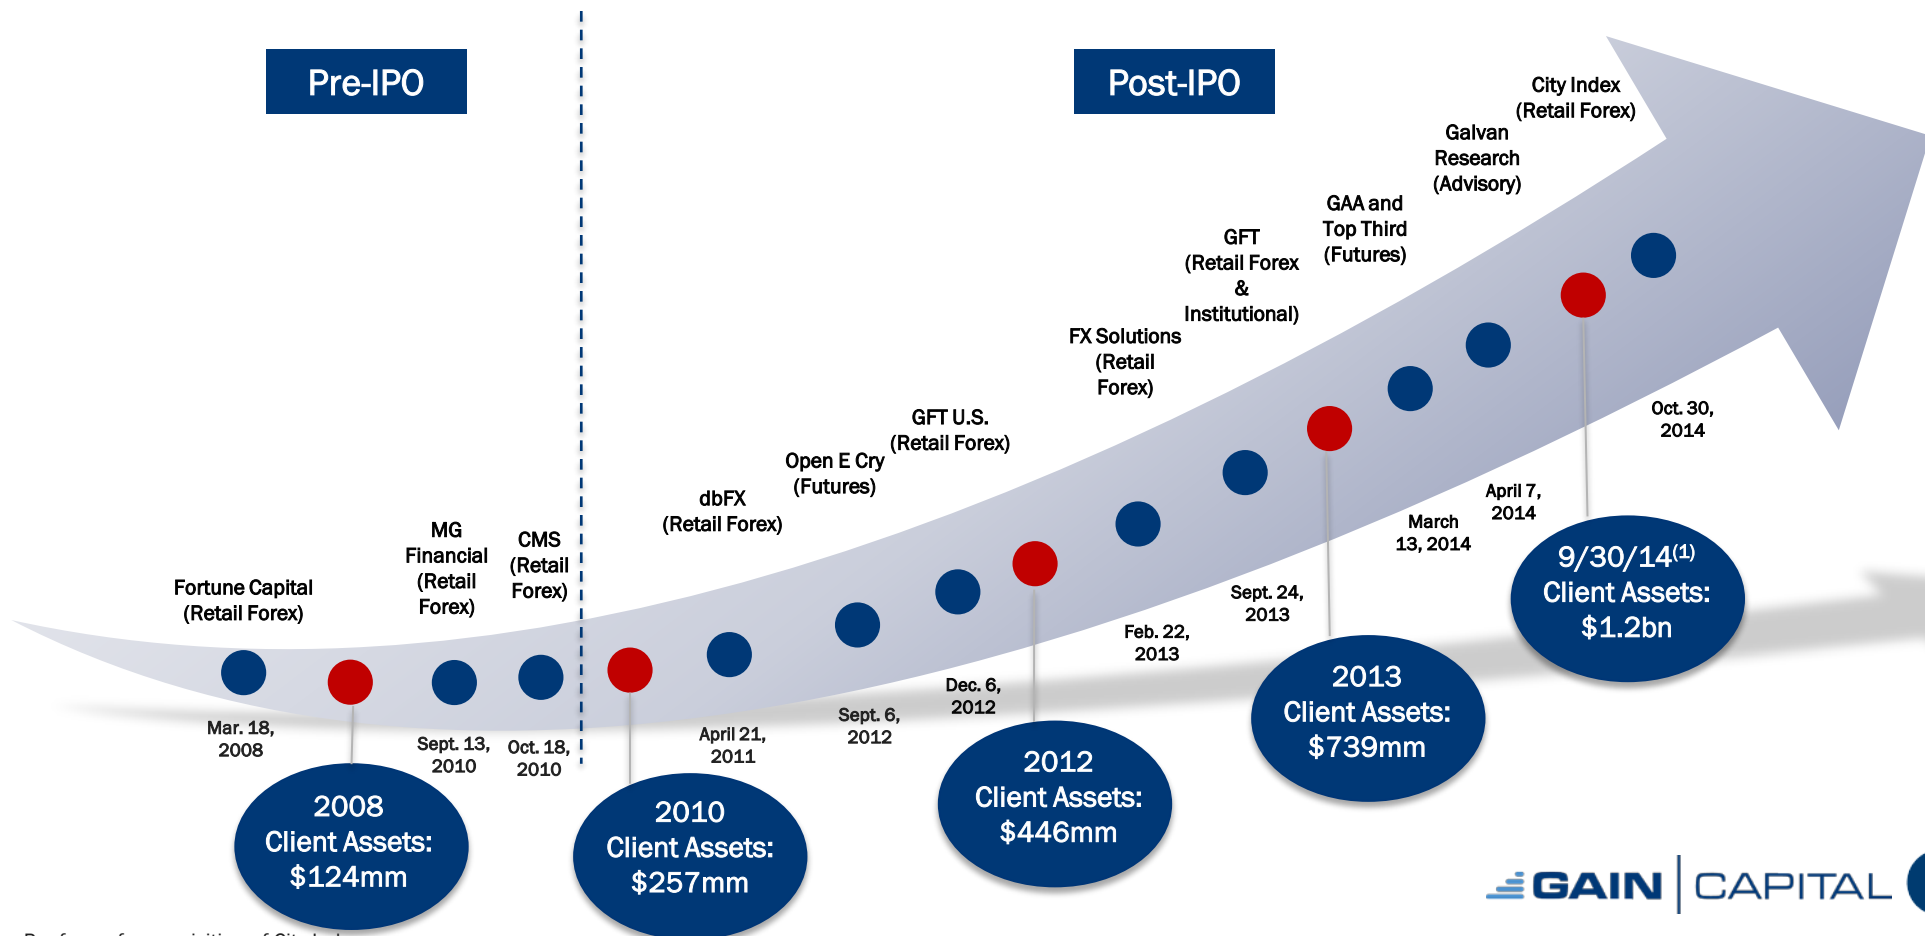 Pre-IPO
Post-IPO
City Index
(Retail Forex)
Galvan
Research
(Advisory)
GAA and
Top Third
(Futures)
GFT
(Retail Forex
&
Institutional)
FX Solutions
(Retail
Forex)
GFT U.S.
(Retail Forex)
Open E Cry
(Futures)
dbFX
(Retail Forex)
MG
Financial
(Retail
Forex)
CMS
(Retail
Forex)
Fortune Capital
(Retail Forex)
Mar. 18,
2008
Sept. 13,
2010
Oct. 18,
2010
April 21,
2011
Sept. 6,
2012
Dec. 6,
2012
Feb. 22,
2013
Sept. 24,
2013
March
13, 2014
April 7,
2014
Oct. 30,
2014
2008
Client Assets:
$124mm
2010
Client Assets:
$257mm
2012
Client Assets:
$446mm
2013
Client Assets:
$739mm
9/30/14(1)
Client Assets:
$1.2bn
GAIN CAPITAL